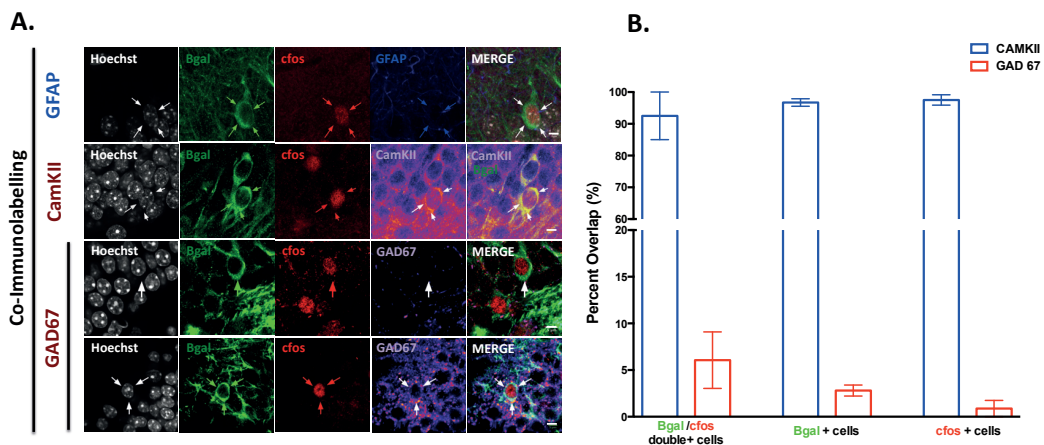 A.
Co-Immunolabelling
GFAP
Hoechst Bgal cfos GFAP MERGE
CamKII
Hoechst Bgal cfos CamKII CamKII
Bgal
GAD67
Hoechst Bgal cfos GAD67 MERGE
Hoechst Bgal cfos GAD67 MERGE
B.
CAMKII
GAD 67
Percent Overlap (%)
100
90
80
70
60
20
15
10
5
0
Bgal /cfos
double+ cells
Bgal + cells
cfos + cells